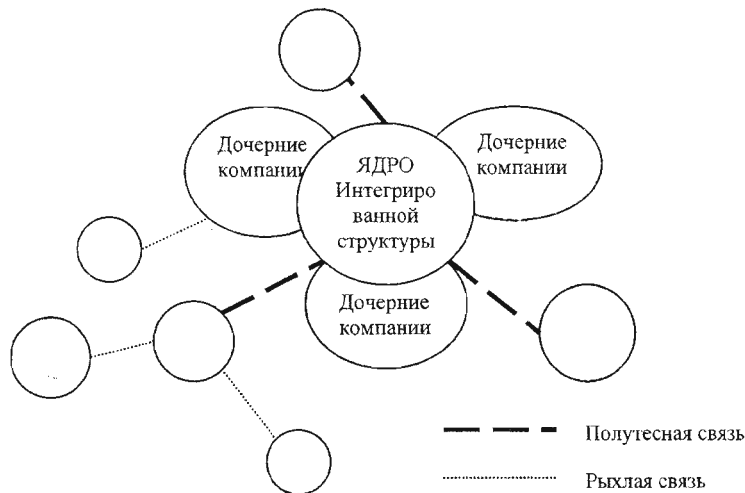 Дочерние
компании
ЯДРО
Интегриро
ванной
структуры
Дочерние
компании
Дочерние
компании
Полутесная связь
Рыхлая связь